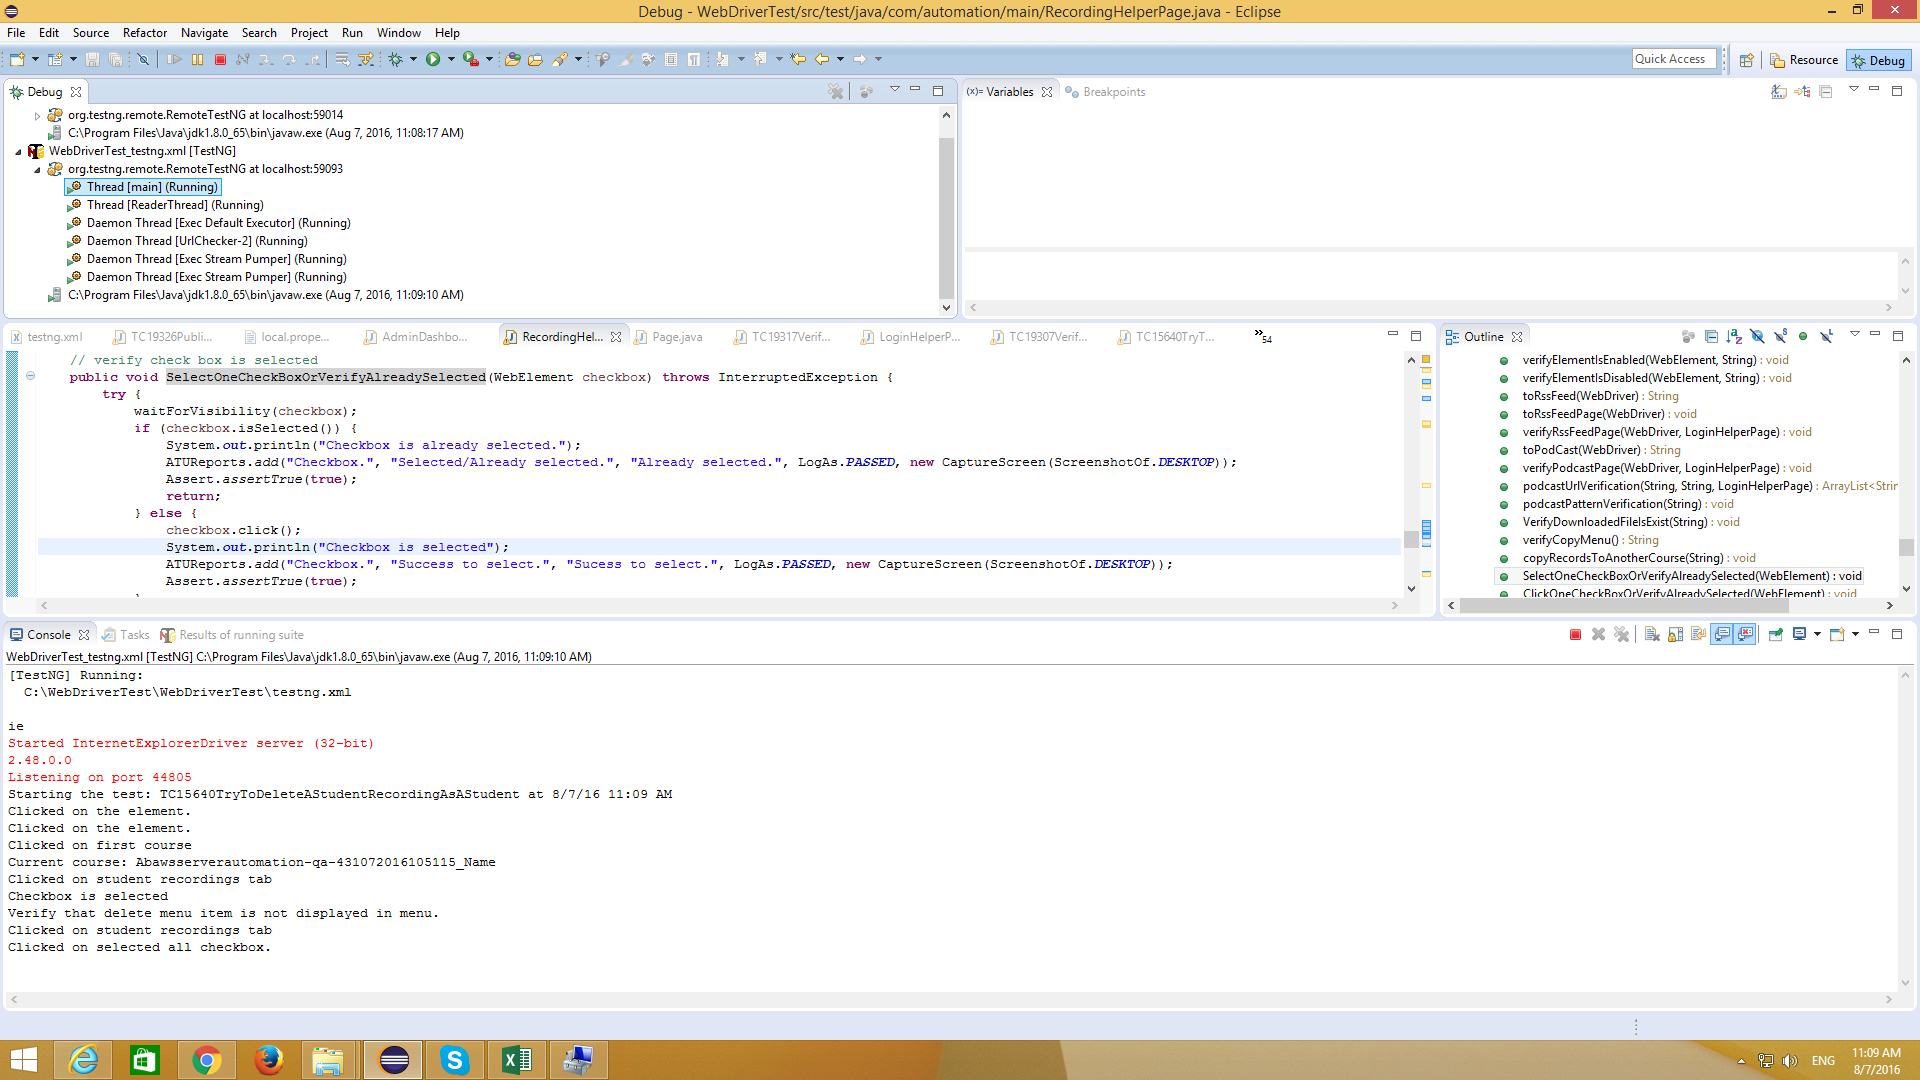 Debug - WebDriverTest/src/test/java/com/automation/main/RecordingHelperPage.java - Eclipse
File Edit Source Refactor Navigate Search Project Run Window Help
Quick Access
Resource
Debug
Debug
org.testng.remote.RemoteTestNG at localhost:59014
C:\Program Files\Java\jdk1.8.0_65\bin\javaw.exe (Aug 7, 2016, 11:08:17 AM)
WebDriverTest_testng.xml [TestNG]
org.testng.remote.RemoteTestNG at localhost:59093
Thread [main] (Running)
Thread [ReaderThread] (Running)
Daemon Thread [Exec Default Executor] (Running)
Daemon Thread [UrlChecker-2] (Running)
Daemon Thread [Exec Stream Pumper] (Running)
Daemon Thread [Exec Stream Pumper] (Running)
C:\Program Files\Java\jdk1.8.0_65\bin\javaw.exe (Aug 7, 2016, 11:09:10 AM)
(x)= Variables
Breakpoints
testng.xml
TC19326Publi...
local.prope...
AdminDashbo...
RecordingHel...
Page.java
TC19317Verif...
LoginHelperP...
TC19307Verif...
TC15640TryT...
»54
// verify check box is selected
public void SelectOneCheckBoxOrVerifyAlreadySelected(WebElement checkbox) throws InterruptedException {
try {
waitForVisibility(checkbox);
if (checkbox.isSelected()) {
System.out.println("Checkbox is already selected.");
ATUReports.add("Checkbox.", "Selected/Already selected.", "Already selected.", LogAs.PASSED, new CaptureScreen(ScreenshotOf.DESKTOP));
Assert.assertTrue(true);
return;
} else {
checkbox.click();
System.out.println("Checkbox is selected");
ATUReports.add("Checkbox.", "Success to select.", "Sucess to select.", LogAs.PASSED, new CaptureScreen(ScreenshotOf.DESKTOP));
Assert.assertTrue(true);
}
Outline
verifyElementIsEnabled(WebElement, String) : void
verifyElementIsDisabled(WebElement, String) : void
toRssFeed(WebDriver) : String
toRssFeedPage(WebDriver) : void
verifyRssFeedPage(WebDriver, LoginHelperPage) : void
toPodCast(WebDriver) : String
verifyPodcastPage(WebDriver, LoginHelperPage) : void
podcastUrlVerification(String, String, LoginHelperPage) : ArrayList<Strin
podcastPatternVerification(String) : void
VerifyDownloadedFileIsExist(String) : void
verifyCopyMenu() : String
copyRecordsToAnotherCourse(String) : void
SelectOneCheckBoxOrVerifyAlreadySelected(WebElement) : void
ClickOneCheckBoxOrVerifyAlreadySelected(WebElement) : void
Console
Tasks
Results of running suite
WebDriverTest_testng.xml [TestNG] C:\Program Files\Java\jdk1.8.0_65\bin\javaw.exe (Aug 7, 2016, 11:09:10 AM)
[TestNG] Running:
C:\WebDriverTest\WebDriverTest\testng.xml
ie
Started InternetExplorerDriver server (32-bit)
2.48.0.0
Listening on port 44805
Starting the test: TC15640TryToDeleteAStudentRecordingAsAStudent at 8/7/16 11:09 AM
Clicked on the element.
Clicked on the element.
Clicked on first course
Current course: Abawsserverautomation-qa-431072016105115_Name
Clicked on student recordings tab
Checkbox is selected
Verify that delete menu item is not displayed in menu.
Clicked on student recordings tab
Clicked on selected all checkbox.
ENG
11:09 AM
8/7/2016